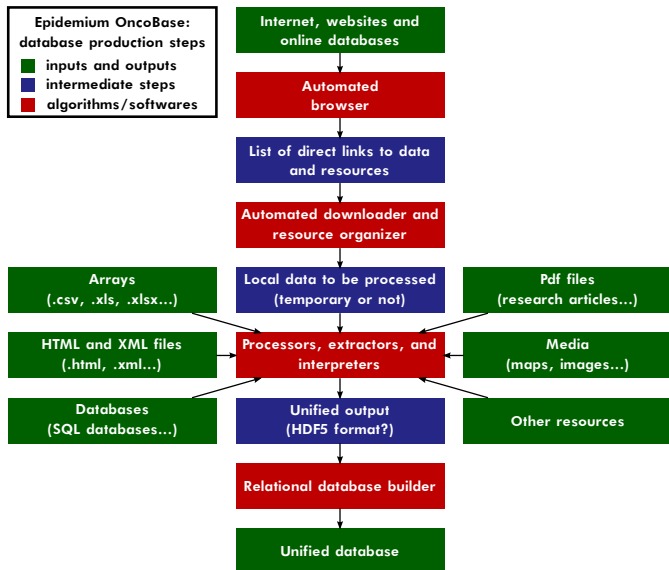 Epidemium OncoBase:
database production steps
inputs and outputs
intermediate steps
algorithms/softwares
Internet, websites and
online databases
Automated
browser
List of direct links to data
and resources
Automated downloader and
resource organizer
Arrays
(.csv, .xls, .xlsx...)
Local data to be processed
(temporary or not)
Pdf files
(research articles...)
HTML and XML files
(.html, .xml...)
Processors, extractors, and
interpreters
Media
(maps, images...)
Databases
(SQL databases...)
Unified output
(HDF5 format?)
Other resources
Relational database builder
Unified database